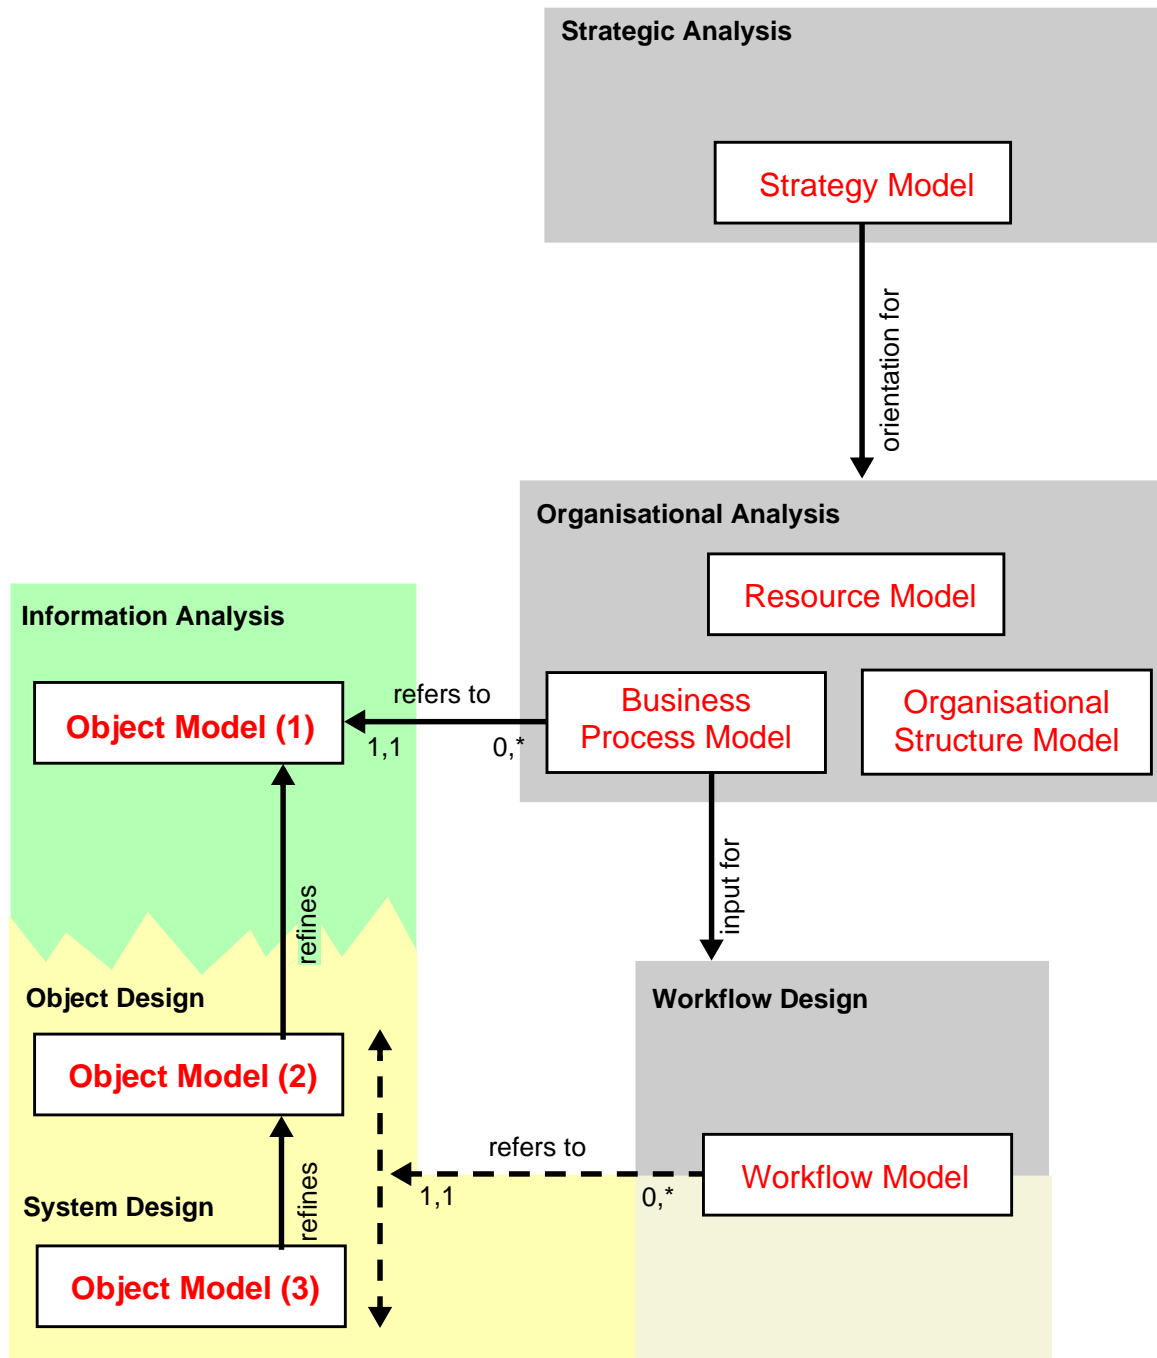 Strategic Analysis
Strategy Model
orientation for
Organisational Analysis
Resource Model
Business
Process Model
Organisational
Structure Model
Information Analysis
Object Model (1)
refers to
1,1
0,*
refines
input for
Object Design
Object Model (2)
Workflow Design
refers to
1,1
0,*
Workflow Model
refines
System Design
Object Model (3)